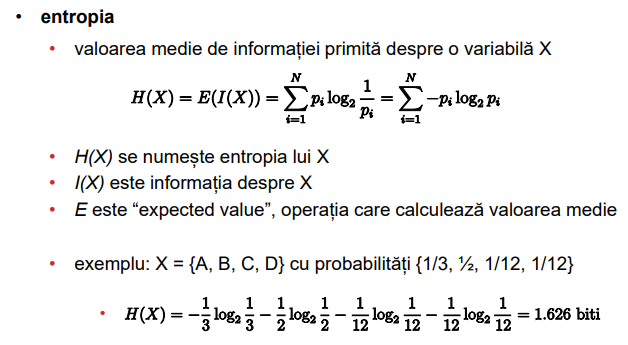 • entropia
• valoarea medie de informației primită despre o variabilă X
H(X) = E(I(X)) = \sum_{i=1}^{N} p_i \log_2 \frac{1}{p_i} = \sum_{i=1}^{N} -p_i \log_2 p_i
• H(X) se numește entropia lui X
• I(X) este informația despre X
• E este “expected value”, operația care calculează valoarea medie
• exemplu: X = {A, B, C, D} cu probabilități {1/3, ½, 1/12, 1/12}
• H(X) = -\frac{1}{3} \log_2 \frac{1}{3} - \frac{1}{2} \log_2 \frac{1}{2} - \frac{1}{12} \log_2 \frac{1}{12} - \frac{1}{12} \log_2 \frac{1}{12} = 1.626 biti